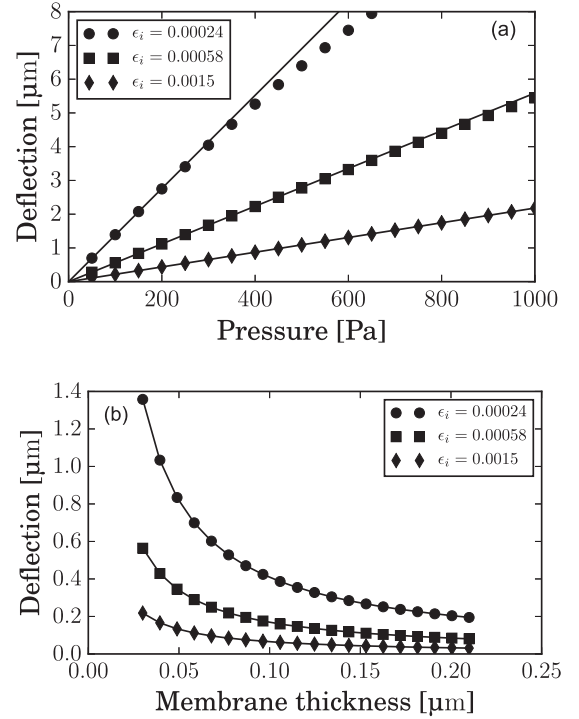 8
7
6
5
4
3
2
1
0
Deflection [μm]
ϵi = 0.00024
ϵi = 0.00058
ϵi = 0.0015
(a)
0 200 400 600 800 1000
Pressure [Pa]
1.4
1.2
1.0
0.8
0.6
0.4
0.2
0.0
Deflection [μm]
(b)
ϵi = 0.00024
ϵi = 0.00058
ϵi = 0.0015
0.00 0.05 0.10 0.15 0.20 0.25
Membrane thickness [μm]